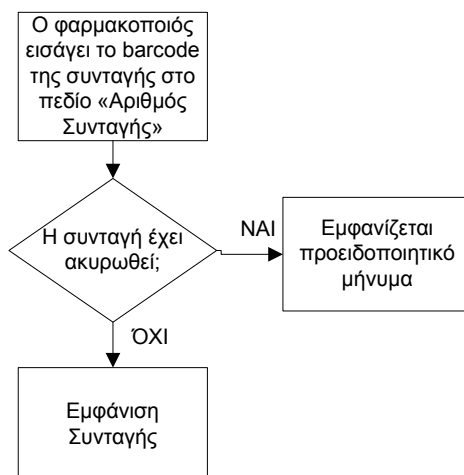 Ο φαρμακοποιός
εισάγει το barcode
της συνταγής στο
πεδίο «Αριθμός
Συνταγής»
Η συνταγή έχει
ακυρωθεί;
ΝΑΙ
Εμφανίζεται
προειδοποιητικό
μήνυμα
ΌΧΙ
Εμφάνιση
Συνταγής